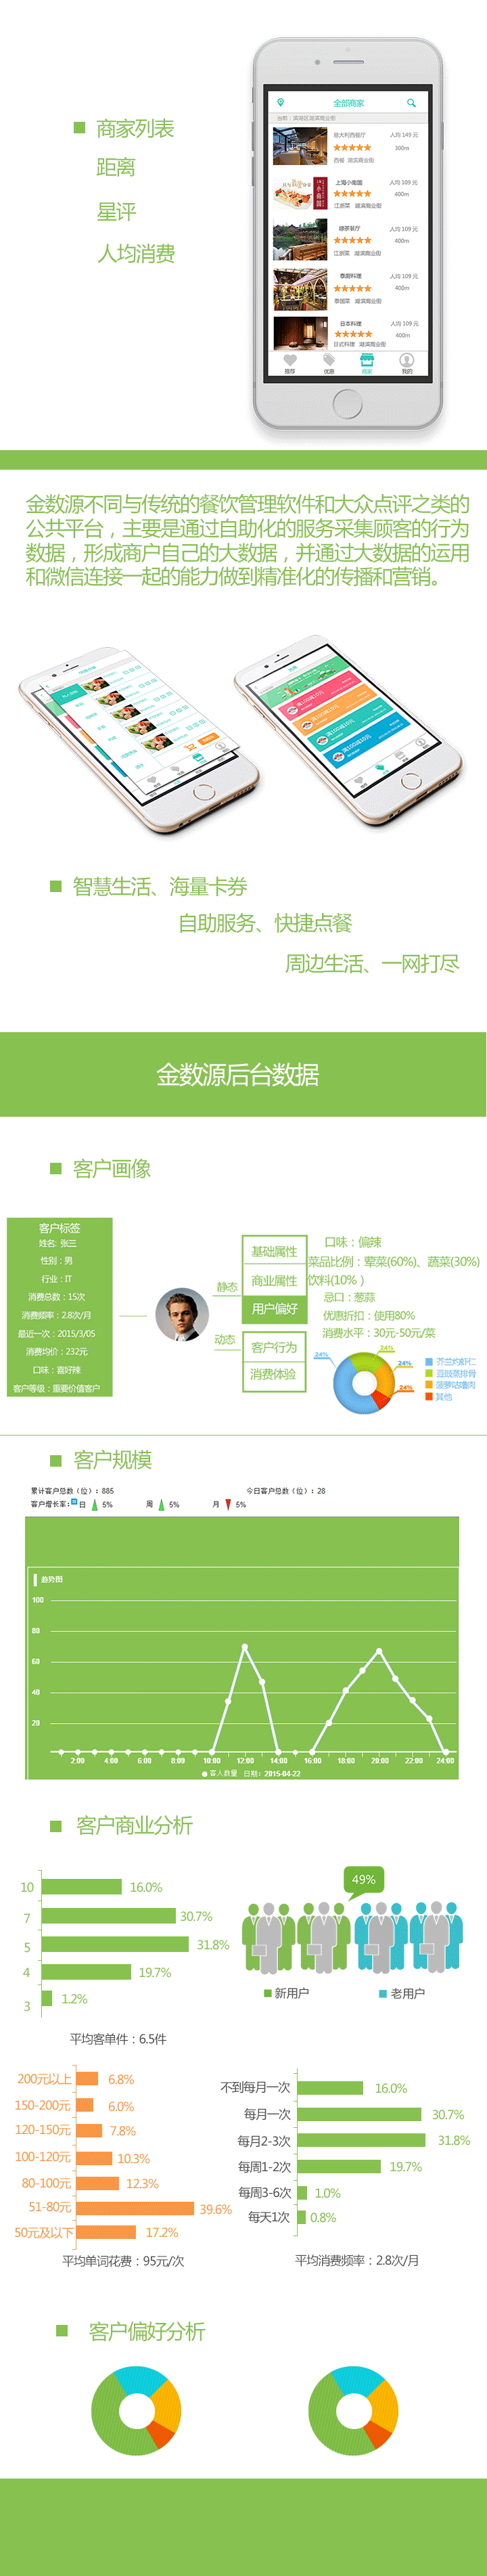 商家列表
距离
星评
人均消费
全部商家
当前：滨湖区湖滨商业街
意大利西餐厅
人均 149 元
300m
西餐 湖滨商业街
上海小南国
人均 109 元
400m
江浙菜 湖滨商业街
绿茶餐厅
人均 109 元
400m
江浙菜 湖滨商业街
泰妃料理
人均 109 元
400m
泰国菜 湖滨商业街
日本料理
人均 109 元
400m
日式料理 湖滨商业街
推荐
优惠
商家
我的
金数源不同与传统的餐饮管理软件和大众点评之类的
公共平台，主要是通过自助化的服务采集顾客的行为
数据，形成商户自己的大数据，并通过大数据的运用
和微信连接一起的能力做到精准化的传播和营销。
智慧生活、海量卡券
自助服务、快捷点餐
周边生活、一网打尽
金数源后台数据
客户画像
客户标签
姓名: 张三
性别：男
行业：IT
消费总数：15次
消费频率：2.8次/月
最近一次：2015/3/05
消费均价：232元
口味：喜好辣
客户等级：重要价值客户
静态
动态
基础属性
商业属性
用户偏好
客户行为
消费体验
口味：偏辣
菜品比例：荤菜(60%)、蔬菜(30%)
饮料(10% )
忌口：葱蒜
优惠折扣：使用80%
消费水平：30元-50元/菜
24%
24%
24%
24%
芥兰灼虾仁
豆豉蒸排骨
菠萝咕噜肉
其他
客户规模
累计客户总数（位）：885
今日客户总数（位）：28
客户增长率： 日 5% 周 5% 月 5%
趋势图
100
80
60
40
20
2:00 4:00 6:00 8:00 10:00 12:00 14:00 16:00 18:00 20:00 22:00 24:00
客人数量 日期：2015-04-22
客户商业分析
10 16.0%
7 30.7%
5 31.8%
4 19.7%
3 1.2%
平均客单件：6.5件
49%
新用户
老用户
200元以上 6.8%
150-200元 6.0%
120-150元 7.8%
100-120元 10.3%
80-100元 12.3%
51-80元 39.6%
50元及以下 17.2%
平均单词花费：95元/次
不到每月一次 16.0%
每月一次 30.7%
每月2-3次 31.8%
每周1-2次 19.7%
每周3-6次 1.0%
每天1次 0.8%
平均消费频率：2.8次/月
客户偏好分析